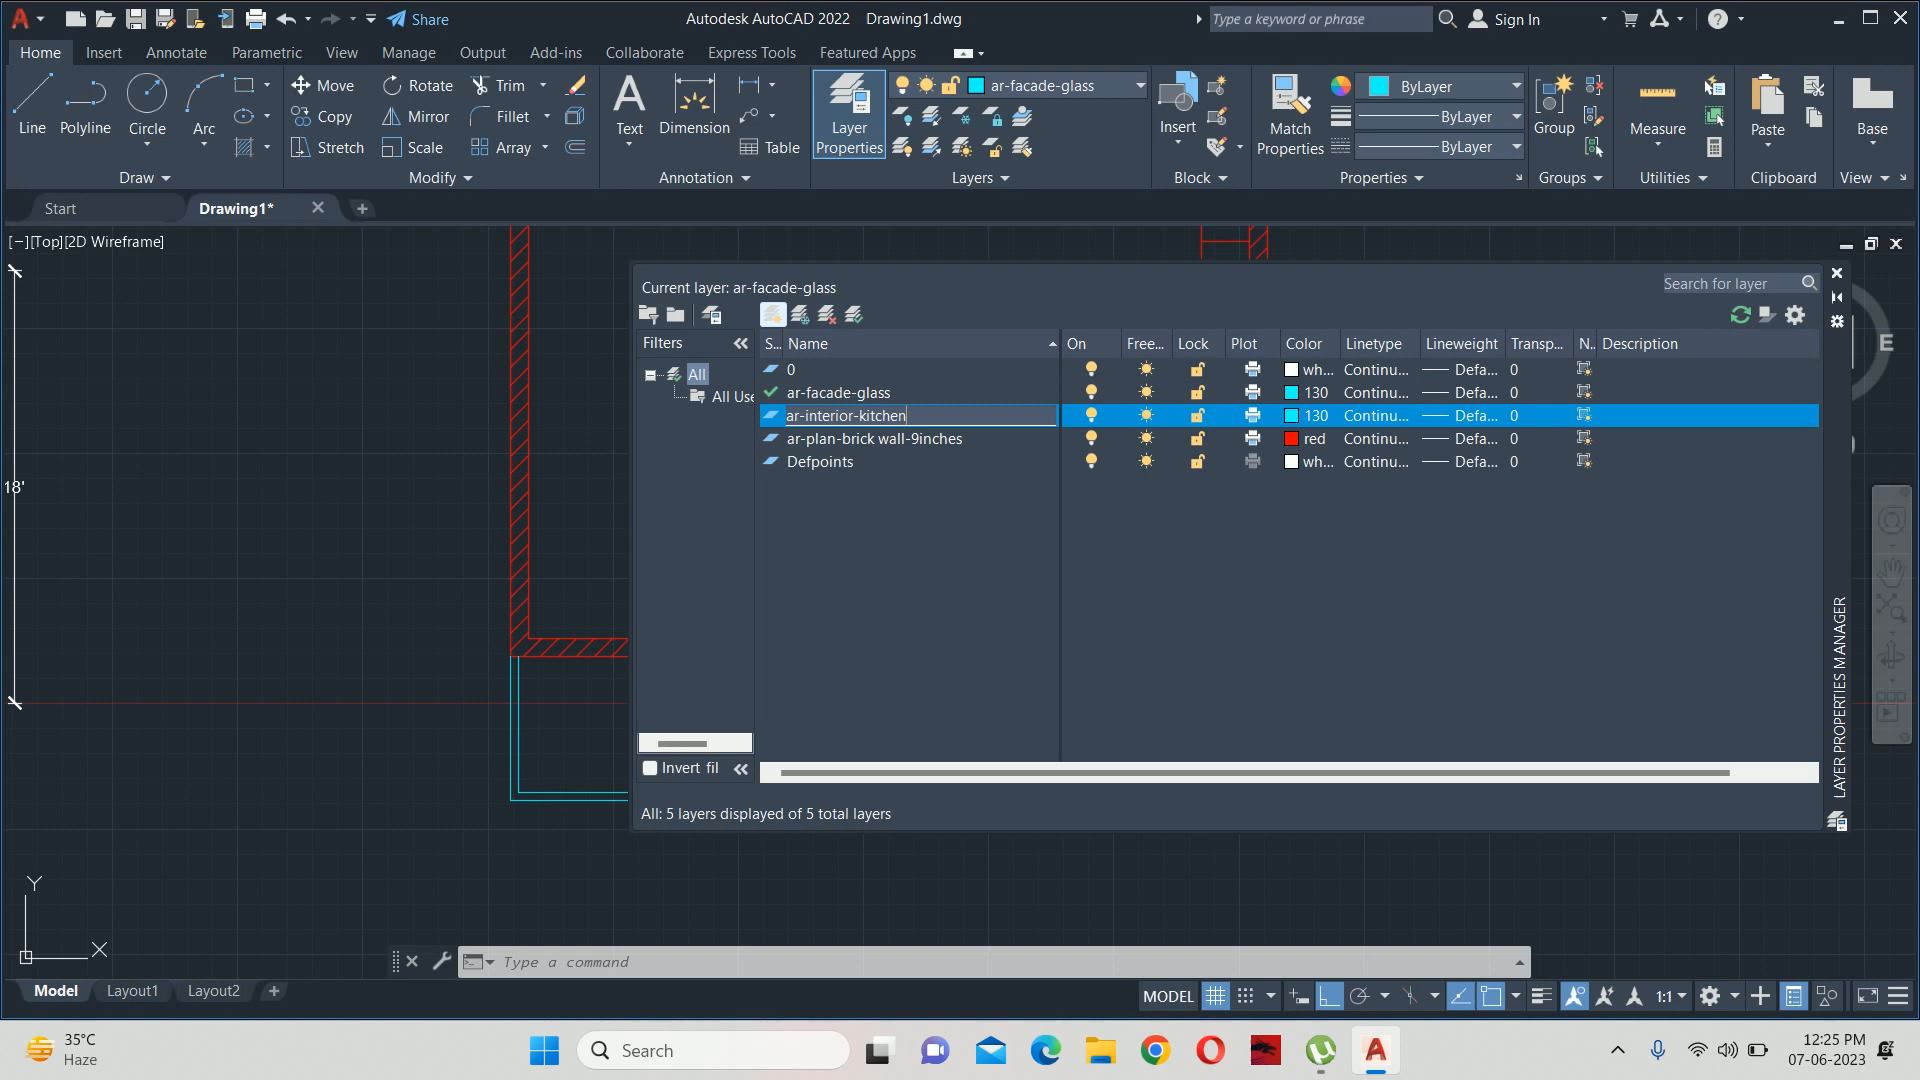 Share
Autodesk AutoCAD 2022 Drawing1.dwg
Type a keyword or phrase
Sign In
Home Insert Annotate Parametric View Manage Output Add-ins Collaborate Express Tools Featured Apps
Line
Polyline
Circle
Arc
Move
Rotate
Trim
Copy
Mirror
Fillet
Stretch
Scale
Array
Text
Dimension
Table
Layer
Properties
ar-facade-glass
Insert
Match
Properties
ByLayer
ByLayer
ByLayer
Group
Measure
Paste
Base
Draw
Modify
Annotation
Layers
Block
Properties
Groups
Utilities
Clipboard
View
Start
Drawing1*
[−][Top][2D Wireframe]
18'
E
Current layer: ar-facade-glass
Search for layer
Filters
All
All Use
Invert fil
S.. Name On Free... Lock Plot Color Linetype Lineweight Transp... N.. Description
0 wh... Continu... Defa... 0
ar-facade-glass 130 Continu... Defa... 0
ar-interior-kitchen 130 Continu... Defa... 0
ar-plan-brick wall-9inches red Continu... Defa... 0
Defpoints wh... Continu... Defa... 0
All: 5 layers displayed of 5 total layers
LAYER PROPERTIES MANAGER
Y
X
Type a command
Model Layout1 Layout2
MODEL
1:1
35°C
Haze
Search
12:25 PM
07-06-2023